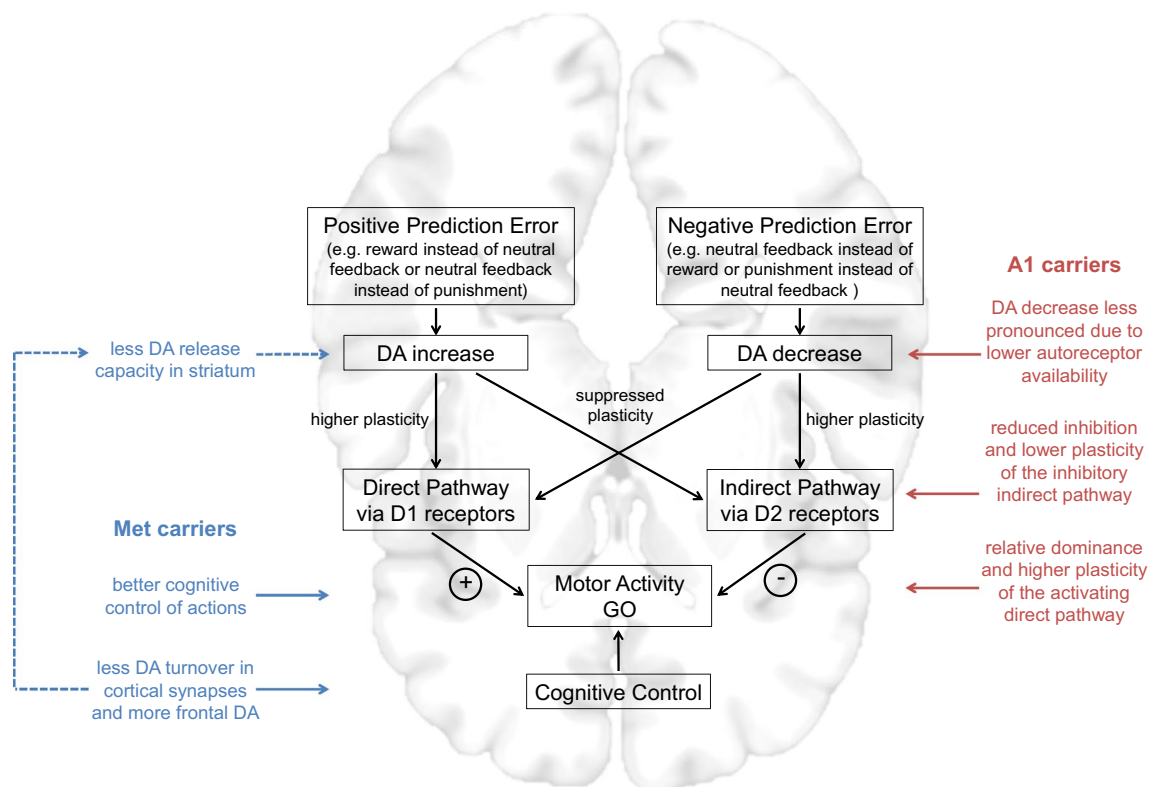 Positive Prediction Error
(e.g. reward instead of neutral
feedback or neutral feedback
instead of punishment)
Negative Prediction Error
(e.g. neutral feedback instead of
reward or punishment instead of
neutral feedback )
A1 carriers
DA decrease less
pronounced due to
lower autoreceptor
availability
less DA release
capacity in striatum
DA increase
DA decrease
suppressed
plasticity
higher plasticity
higher plasticity
reduced inhibition
and lower plasticity
of the inhibitory
indirect pathway
Direct Pathway
via D1 receptors
Indirect Pathway
via D2 receptors
Met carriers
relative dominance
and higher plasticity
of the activating
direct pathway
better cognitive
control of actions
+
-
Motor Activity
GO
less DA turnover in
cortical synapses
and more frontal DA
Cognitive Control